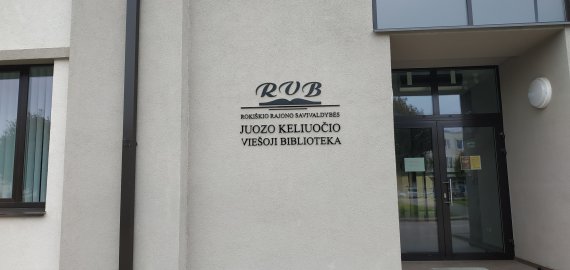 RVB
ROKIŠKIO RAJONO SAVIVALDYBĖS
JUOZO KELIUOČIO
VIEŠOJI BIBLIOTEKA